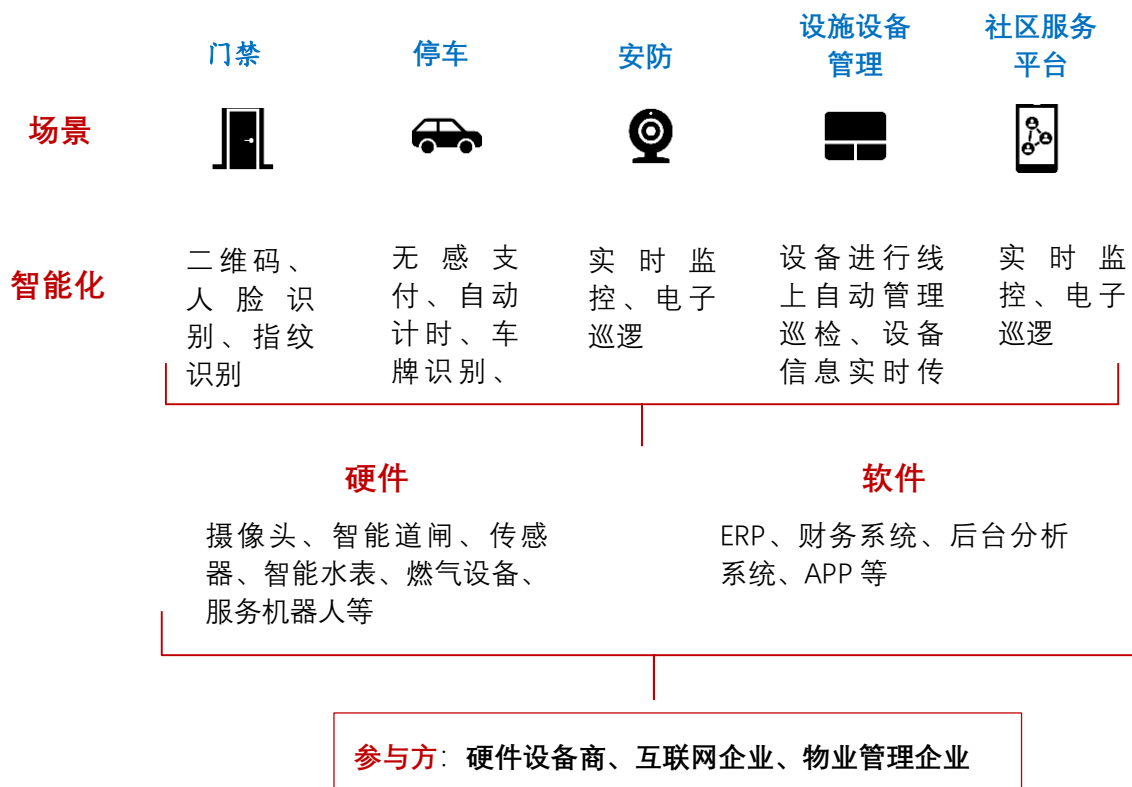 门禁
停车
安防
设施设备
管理
社区服务
平台
场景
智能化
二维码、
人脸识
别、指纹
识别
无感支
付、自动
计时、车
牌识别、
实时监
控、电子
巡逻
设备进行线
上自动管理
巡检、设备
信息实时传
实时监
控、电子
巡逻
硬件
软件
摄像头、智能道闸、传感
器、智能水表、燃气设备、
服务机器人等
ERP、财务系统、后台分析
系统、APP 等
参与方：硬件设备商、互联网企业、物业管理企业